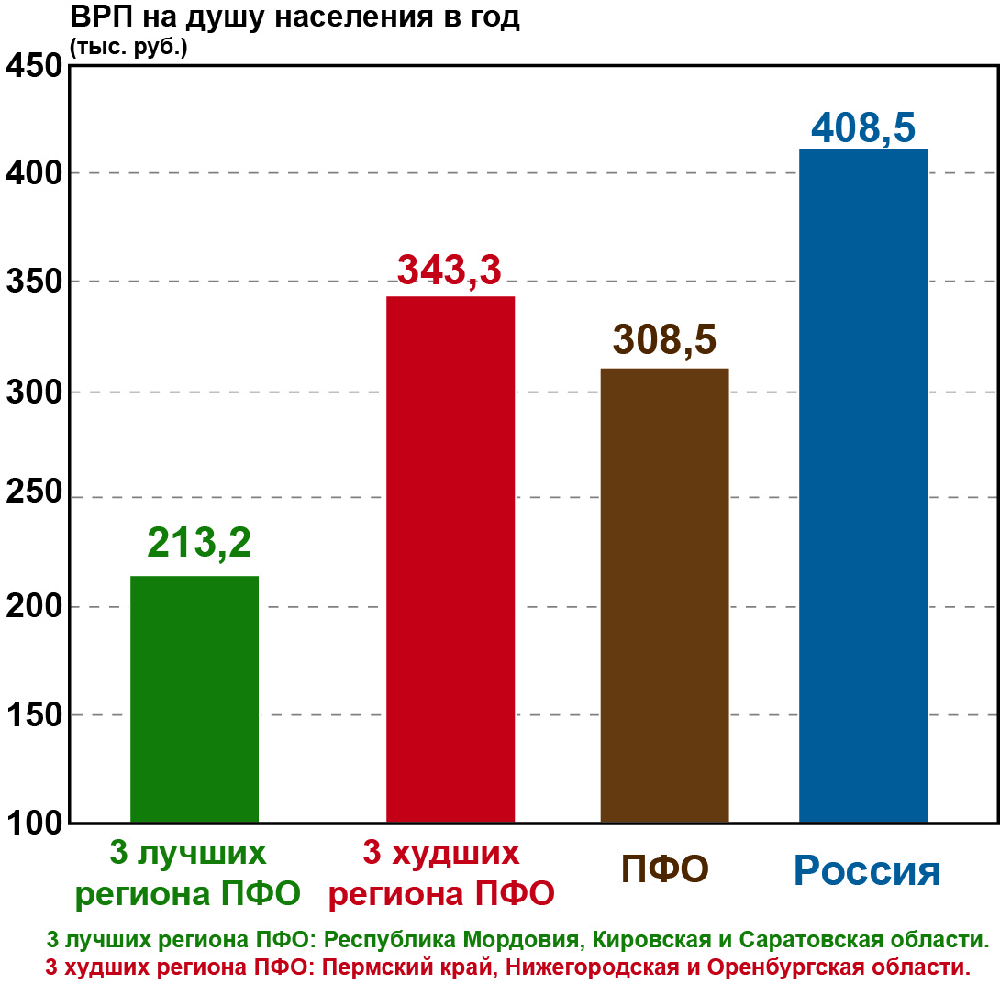 ВРП на душу населения в год
(тыс. руб.)
450
400
350
300
250
200
150
100
213,2
343,3
308,5
408,5
3 лучших
региона ПФО
3 худших
региона ПФО
ПФО
Россия
3 лучших региона ПФО: Республика Мордовия, Кировская и Саратовская области.
3 худших региона ПФО: Пермский край, Нижегородская и Оренбургская области.